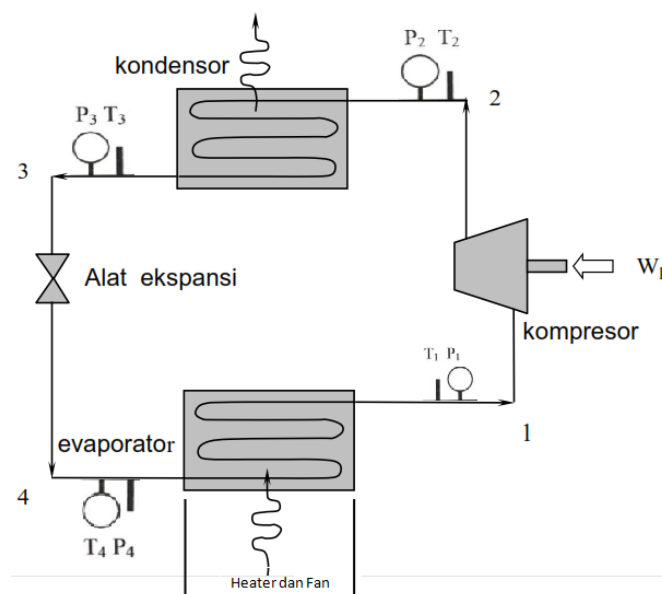 kondensor
P₂ T₂
2
P₃ T₃
3
Alat ekspansi
kompresor
T₁ P₁
1
evaporator
4
T₄ P₄
Heater dan Fan